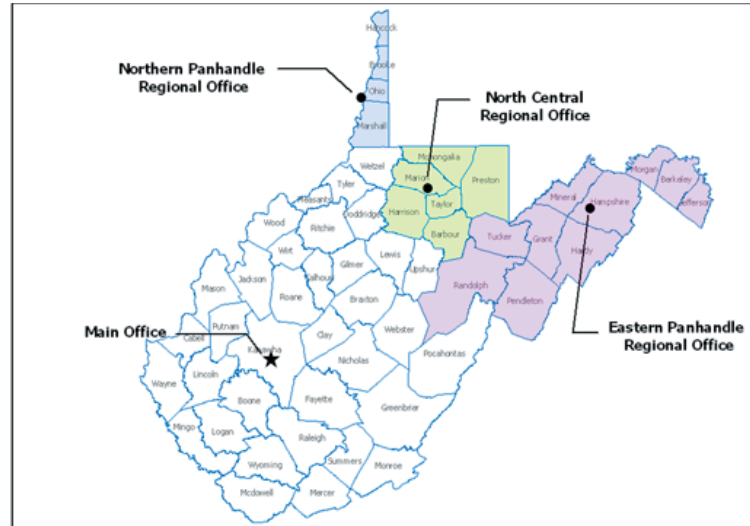 Hancock
Brooke
Northern Panhandle
Regional Office
Ohio
Marshall
North Central
Regional Office
Wetzel
Monongalia
Marion
Preston
Tyler
Pleasants
Doddridge
Harrison
Taylor
Barbour
Morgan
Berkeley
Jefferson
Mineral
Hampshire
Wood
Ritchie
Tucker
Grant
Hardy
Wirt
Lewis
Upshur
Gilmer
Calhoun
Jackson
Mason
Roane
Braxton
Randolph
Pendleton
Eastern Panhandle
Regional Office
Main Office
Putnam
Cabell
Kanawha
Clay
Webster
Pocahontas
Nicholas
Wayne
Lincoln
Boone
Fayette
Greenbrier
Mingo
Logan
Raleigh
Wyoming
Summers
Monroe
Mcdowell
Mercer